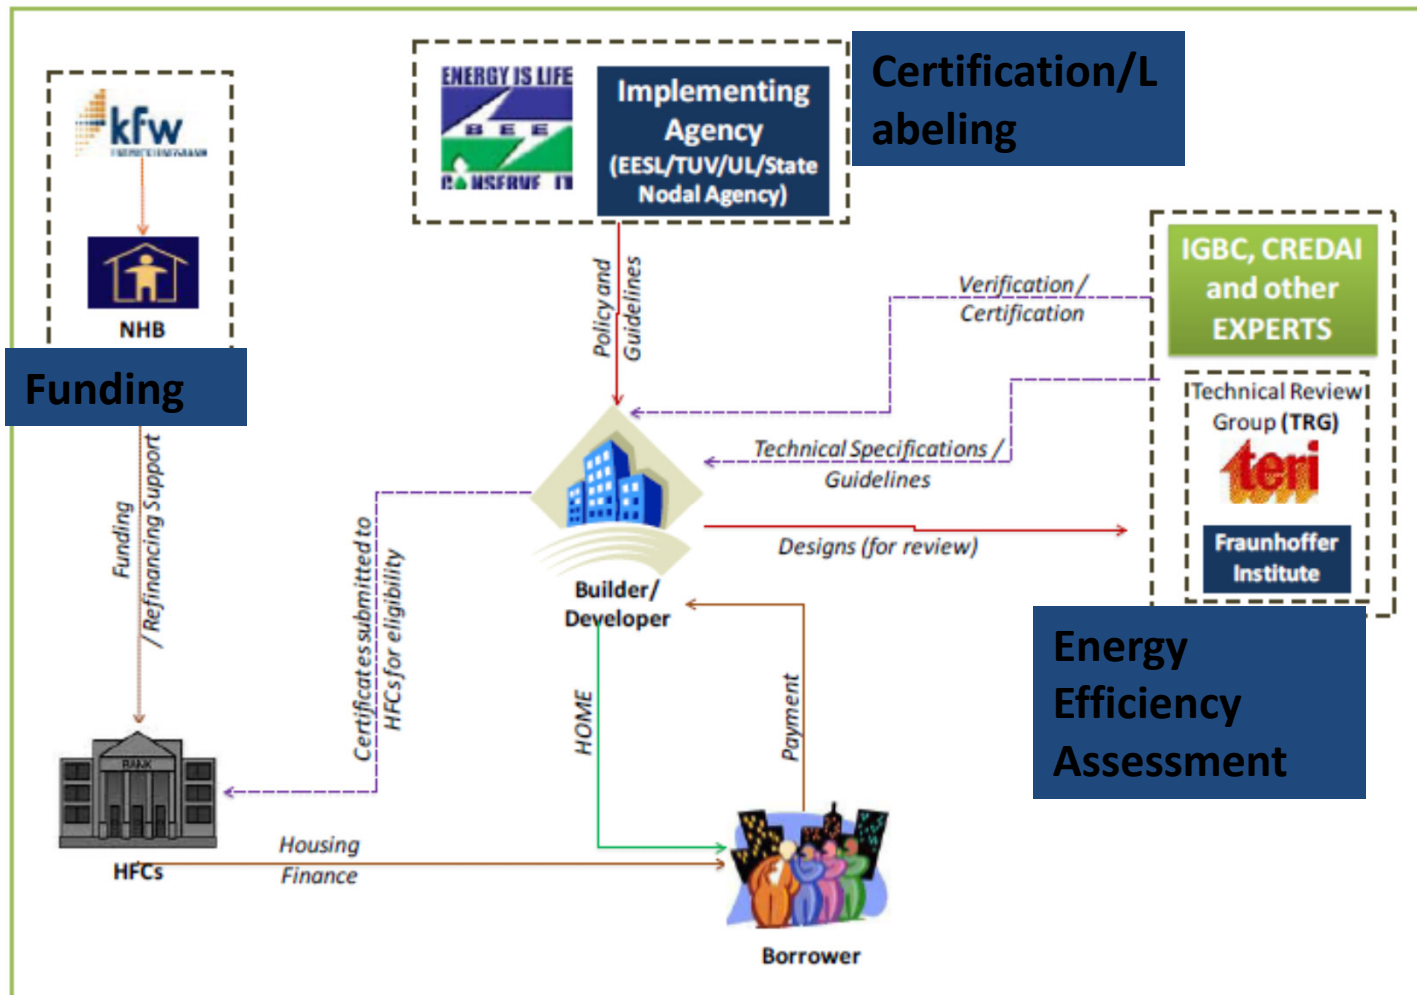 kfw
NHB
Funding
Funding
/ Refinancing Support
BANK
HFCs
ENERGY IS LIFE
BEE
CONSERVE IT
Implementing
Agency
(EESL/TUV/UL/State
Nodal Agency)
Certification/L
abeling
Policy and
Guidelines
IGBC, CREDAI
and other
EXPERTS
Verification /
Certification
Technical Review
Group (TRG)
teri
Fraunhoffer
Institute
Technical Specifications /
Guidelines
Designs (for review)
Energy
Efficiency
Assessment
Builder/
Developer
Certificates submitted to
HFCs for eligibility
HOME
Payment
Housing
Finance
Borrower